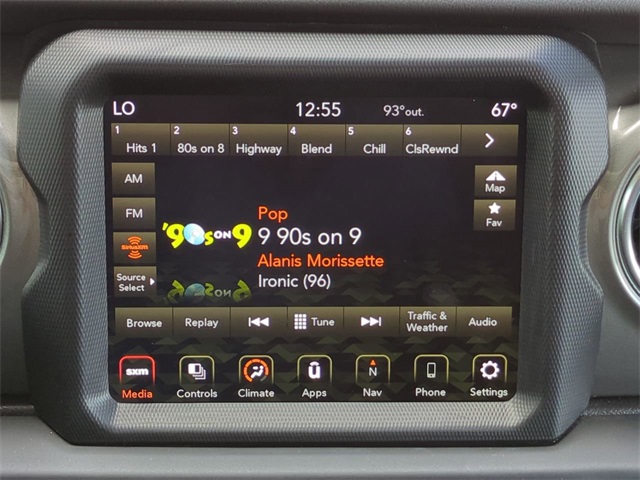 LO 12:55 93°out. 67°
1 Hits 1 2 80s on 8 3 Highway 4 Blend 5 Chill 6 ClsRewnd
AM
Map
FM
Fav
Pop
'90s ON 9
9 90s on 9
siriusxm
Alanis Morissette
Ironic (96)
Source
Select
Browse Replay Tune Traffic &
Weather Audio
sxm N
Media Controls Climate Apps Nav Phone Settings